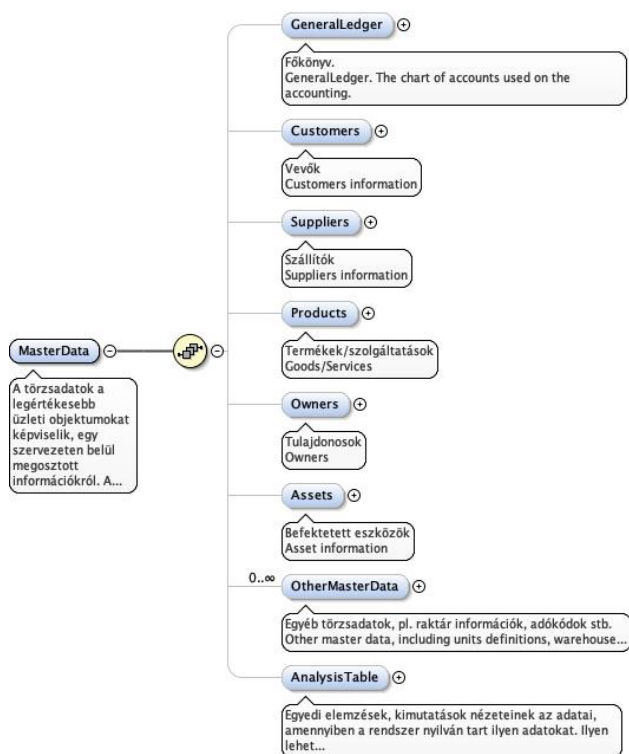 GeneralLedger
Főkönyv.
GeneralLedger. The chart of accounts used on the
accounting.
Customers
Vevők
Customers information
Suppliers
Szállítók
Suppliers information
Products
Termékek/szolgáltatások
Goods/Services
MasterData
A törzsadatok a
legértékesebb
üzleti objektumokat
képviselik, egy
szervezeten belül
megosztott
információkról. A...
Owners
Tulajdonosok
Owners
Assets
Befektetett eszközök
Asset information
0..∞
OtherMasterData
Egyéb törzsadatok, pl. raktár információk, adókódok stb.
Other master data, including units definitions, warehouse...
AnalysisTable
Egyedi elemzések, kimutatások nézeteinek az adatai,
amennyiben a rendszer nyilván tart ilyen adatokat. Ilyen
lehet...